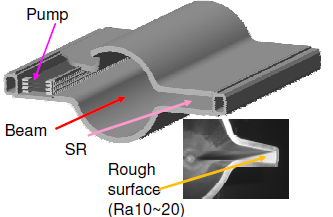 Pump
Beam
SR
Rough
surface
(Ra10~20)